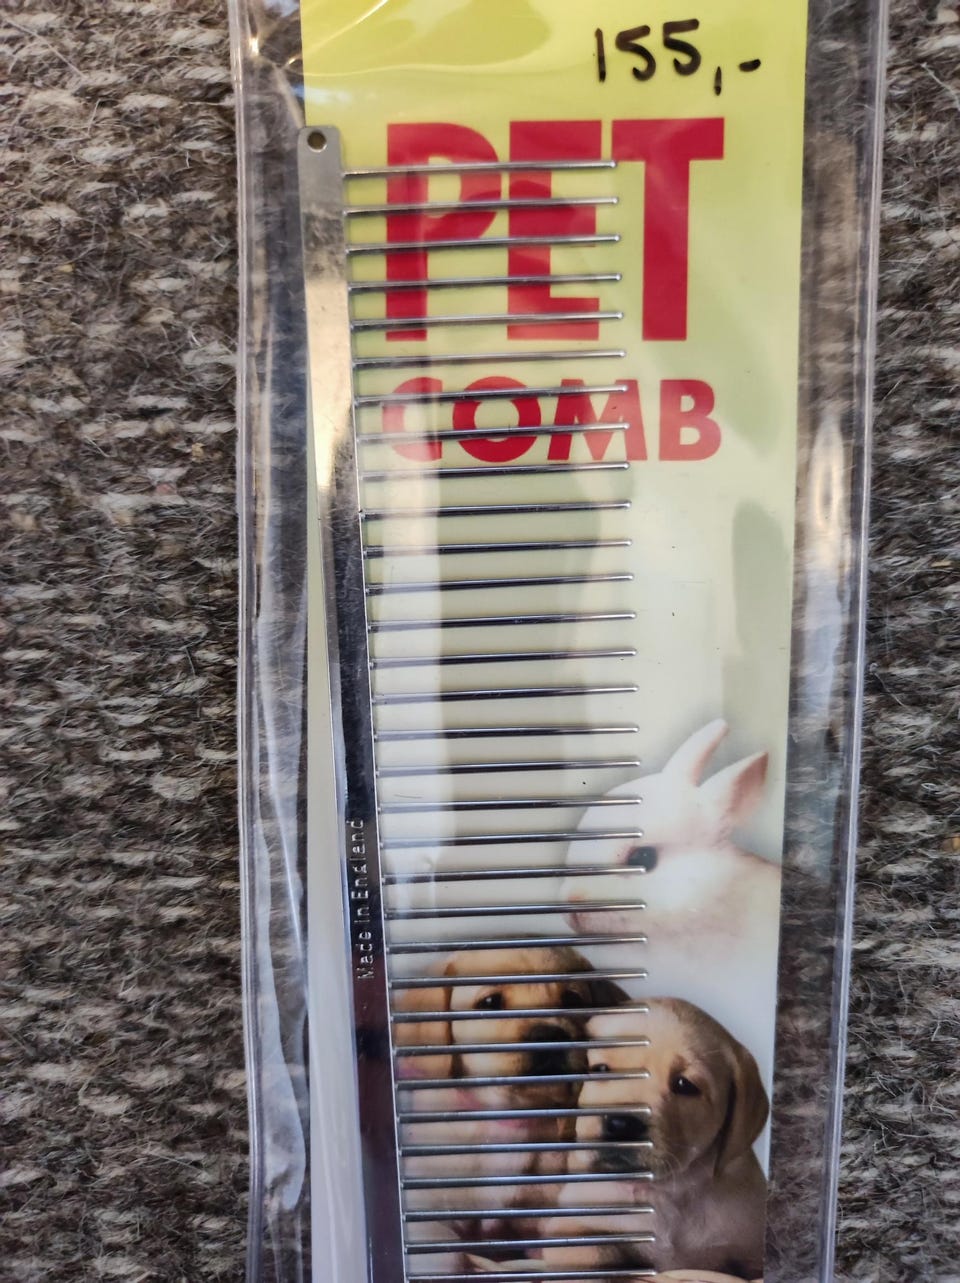 155,-
PET
COMB
Made in England